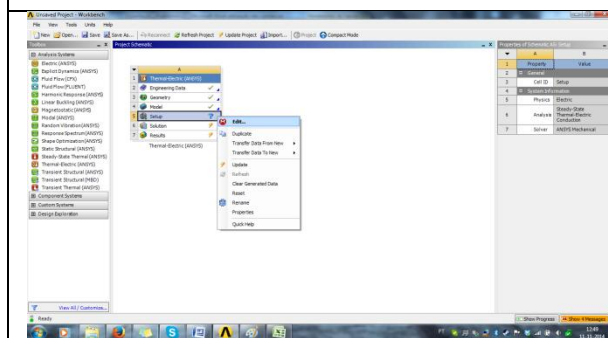 Unsaved Project - Workbench
File View Tools Units Help
New Open... Save Save As... Reconnect Refresh Project Update Project Import... Project Compact Mode
Toolbox
Analysis Systems
Electric (ANSYS)
Explicit Dynamics (ANSYS)
Fluid Flow (CFX)
Fluid Flow (FLUENT)
Harmonic Response (ANSYS)
Linear Buckling (ANSYS)
Magnetostatic (ANSYS)
Modal (ANSYS)
Random Vibration (ANSYS)
Response Spectrum (ANSYS)
Shape Optimization (ANSYS)
Static Structural (ANSYS)
Steady-State Thermal (ANSYS)
Thermal-Electric (ANSYS)
Transient Structural (ANSYS)
Transient Structural (MBD)
Transient Thermal (ANSYS)
Component Systems
Custom Systems
Design Exploration
View All / Customize...
Project Schematic
A
1 Thermal-Electric (ANSYS)
2 Engineering Data
3 Geometry
4 Model
5 Setup
6 Solution
7 Results
Thermal-Electric (ANSYS)
Edit...
Duplicate
Transfer Data From New
Transfer Data To New
Update
Refresh
Clear Generated Data
Reset
Rename
Properties
Quick Help
Properties of Schematic A5: Setup
A B
1 Property Value
2 General
3 Cell ID Setup
4 System Information
5 Physics Electric
6 Analysis Steady-State Thermal-Electric Conduction
7 Solver ANSYS Mechanical
Ready
Show Progress Show 4 Messages
PT
12:49
11-11-2014